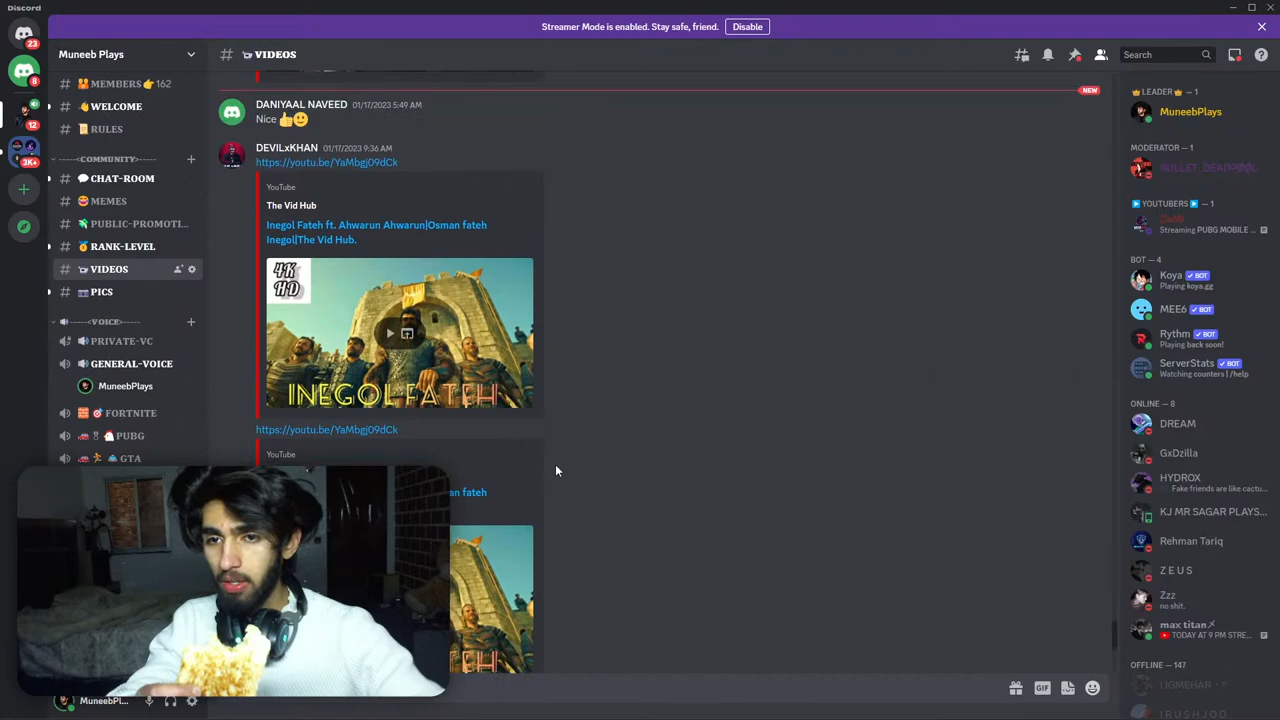 Discord
Streamer Mode is enabled. Stay safe, friend.
Disable
23
8
12
3K+
Muneeb Plays
MEMBERS 162
WELCOME
RULES
-----<COMMUNITY>-----
CHAT-ROOM
MEMES
PUBLIC-PROMOTI...
RANK-LEVEL
VIDEOS
PICS
-----<VOICE>-----
PRIVATE-VC
GENERAL-VOICE
MuneebPlays
FORTNITE
PUBG
GTA
MuneebPl...
VIDEOS
Search
NEW
DANIYAAL NAVEED 01/17/2023 5:49 AM
Nice 👍🙂
DEVILxKHAN 01/17/2023 9:36 AM
https://youtu.be/YaMbgj09dCk
YouTube
The Vid Hub
Inegol Fateh ft. Ahwarun Ahwarun|Osman fateh
Inegol|The Vid Hub.
4K
HD
INEGOL FATEH
https://youtu.be/YaMbgj09dCk
YouTube
an fateh
GIF
LEADER — 1
MuneebPlays
MODERATOR — 1
YOUTUBERS — 1
Streaming PUBG MOBILE ...
BOT — 4
Koya BOT
Playing koya.gg
MEE6 BOT
Rythm BOT
Playing back soon!
ServerStats BOT
Watching counters | /help
ONLINE — 8
DREAM
GxDzilla
HYDROX
Fake friends are like cactu...
KJ MR SAGAR PLAYS...
Rehman Tariq
Z E U S
Zzz
no shit.
max titan
TODAY AT 9 PM STRE...
OFFLINE — 147